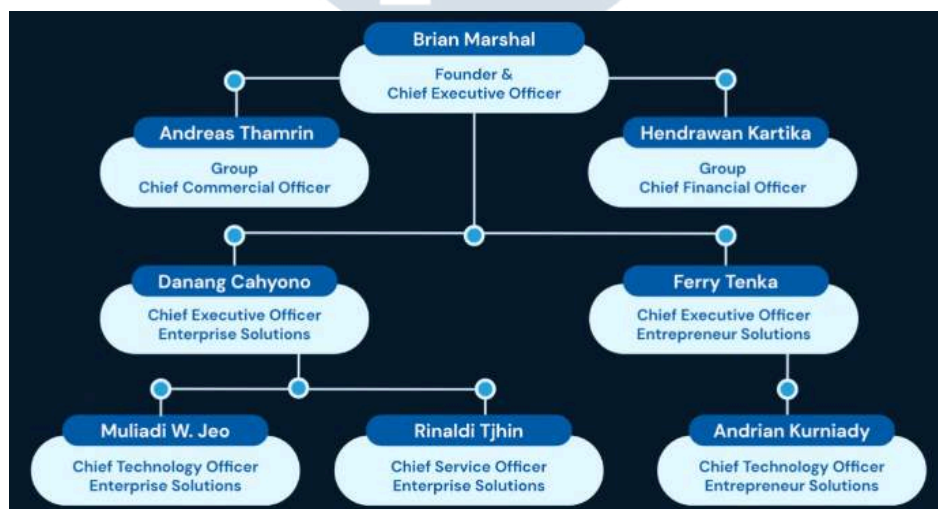 Brian Marshal
Founder &
Chief Executive Officer
Andreas Thamrin
Group
Chief Commercial Officer
Hendrawan Kartika
Group
Chief Financial Officer
Danang Cahyono
Chief Executive Officer
Enterprise Solutions
Ferry Tenka
Chief Executive Officer
Entrepreneur Solutions
Muliadi W. Jeo
Chief Technology Officer
Enterprise Solutions
Rinaldi Tjhin
Chief Service Officer
Enterprise Solutions
Andrian Kurniady
Chief Technology Officer
Entrepreneur Solutions